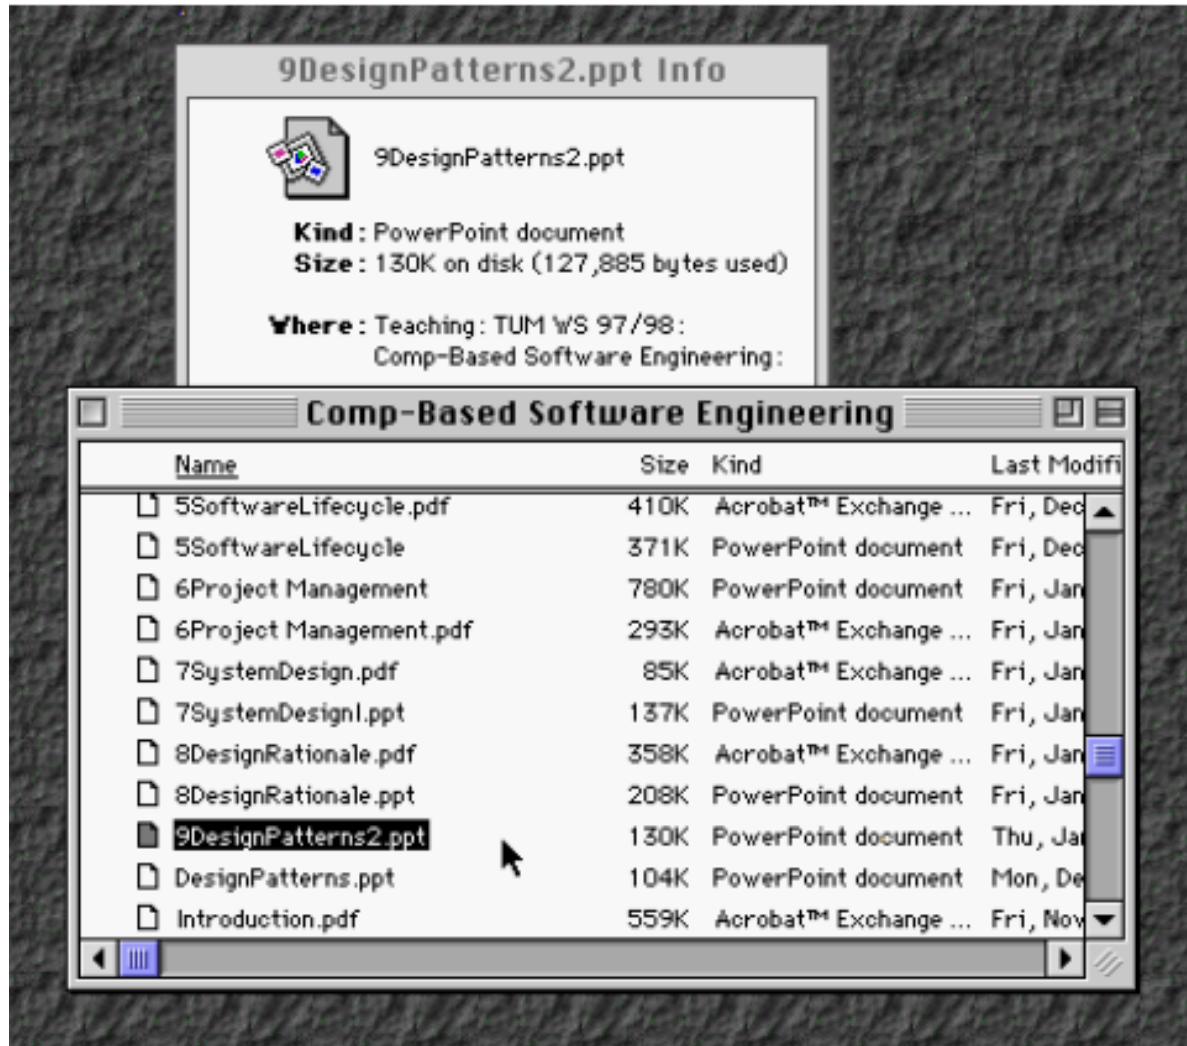 9DesignPatterns2.ppt Info
9DesignPatterns2.ppt
Kind: PowerPoint document
Size: 130K on disk (127,885 bytes used)
Where: Teaching: TUM WS 97/98:
Comp-Based Software Engineering:
Comp-Based Software Engineering
Name Size Kind Last Modifi
5SoftwareLifecycle.pdf 410K Acrobat™ Exchange ... Fri, Dec
5SoftwareLifecycle 371K PowerPoint document Fri, Dec
6Project Management 780K PowerPoint document Fri, Jan
6Project Management.pdf 293K Acrobat™ Exchange ... Fri, Jan
7SystemDesign.pdf 85K Acrobat™ Exchange ... Fri, Jan
7SystemDesignI.ppt 137K PowerPoint document Fri, Jan
8DesignRationale.pdf 358K Acrobat™ Exchange ... Fri, Jan
8DesignRationale.ppt 208K PowerPoint document Fri, Jan
9DesignPatterns2.ppt 130K PowerPoint document Thu, Jan
DesignPatterns.ppt 104K PowerPoint document Mon, De
Introduction.pdf 559K Acrobat™ Exchange ... Fri, Nov